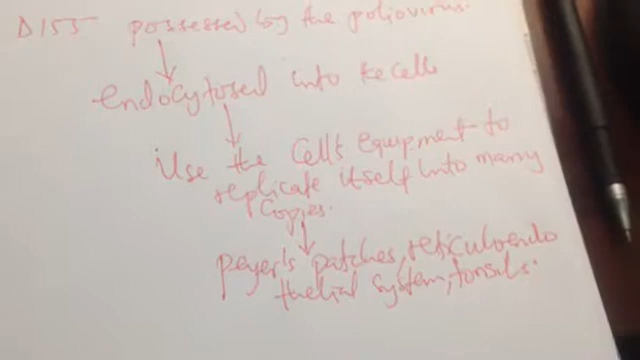 D155 possessed by the poliovirus.
endocytosed into the cells
Use the Cell's equipment to
replicate itself into many
Copies.
Peyer's patches, reticuloendo
thelial system, tonsils.